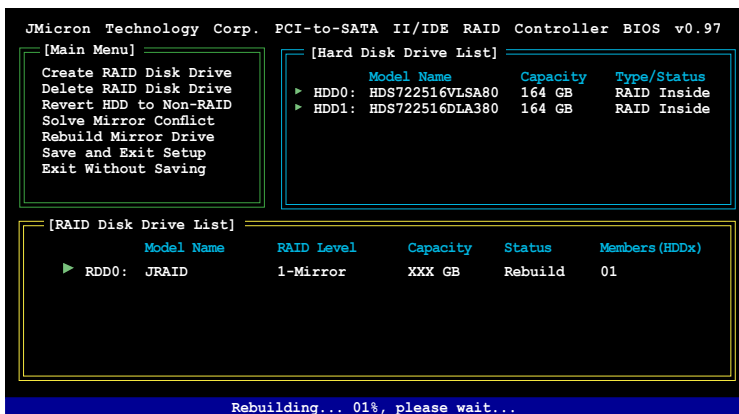 JMicron Technology Corp. PCI-to-SATA II/IDE RAID Controller BIOS v0.97
[Main Menu]
Create RAID Disk Drive
Delete RAID Disk Drive
Revert HDD to Non-RAID
Solve Mirror Conflict
Rebuild Mirror Drive
Save and Exit Setup
Exit Without Saving
[Hard Disk Drive List]
Model Name Capacity Type/Status
HDD0: HDS722516VLSA80 164 GB RAID Inside
HDD1: HDS722516DLA380 164 GB RAID Inside
[RAID Disk Drive List]
Model Name RAID Level Capacity Status Members(HDDx)
RDD0: JRAID 1-Mirror XXX GB Rebuild 01
Rebuilding... 01%, please wait...